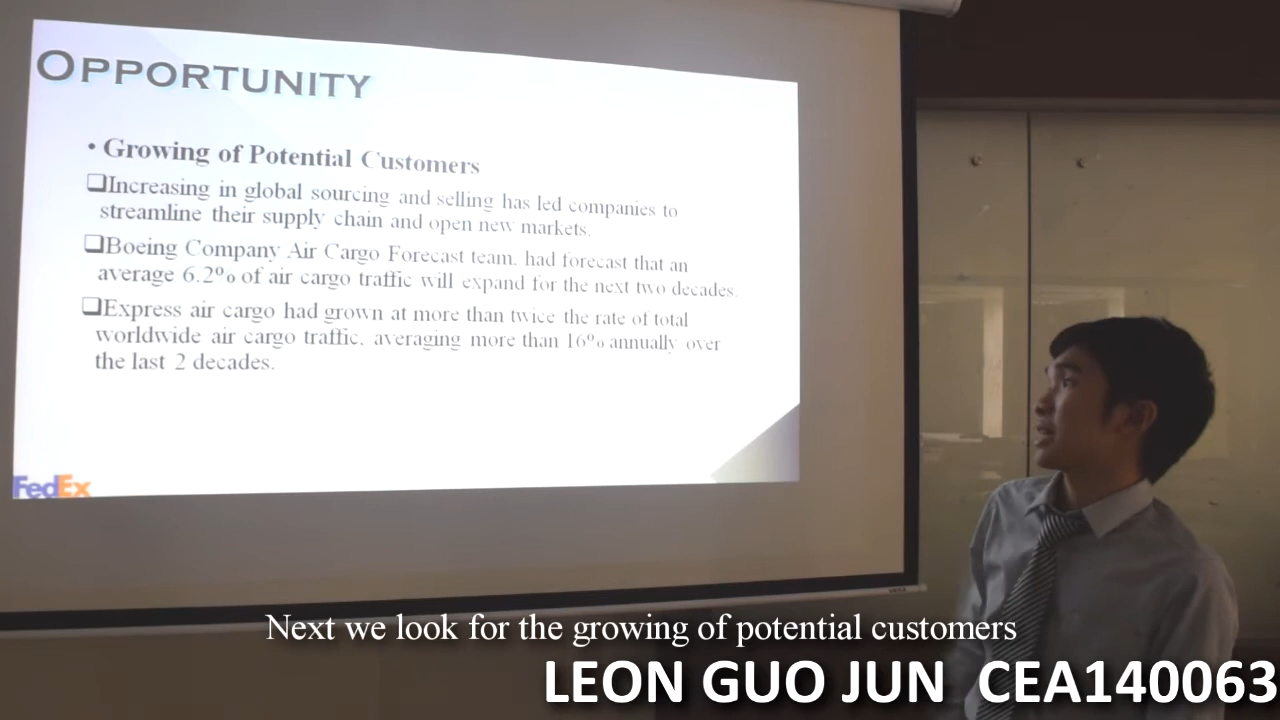 OPPORTUNITY
• Growing of Potential Customers
❑Increasing in global sourcing and selling has led companies to
streamline their supply chain and open new markets.
❑Boeing Company Air Cargo Forecast team, had forecast that an
average 6.2% of air cargo traffic will expand for the next two decades.
❑Express air cargo had grown at more than twice the rate of total
worldwide air cargo traffic, averaging more than 16% annually over
the last 2 decades.
FedEx
Next we look for the growing of potential customers
LEON GUO JUN CEA140063